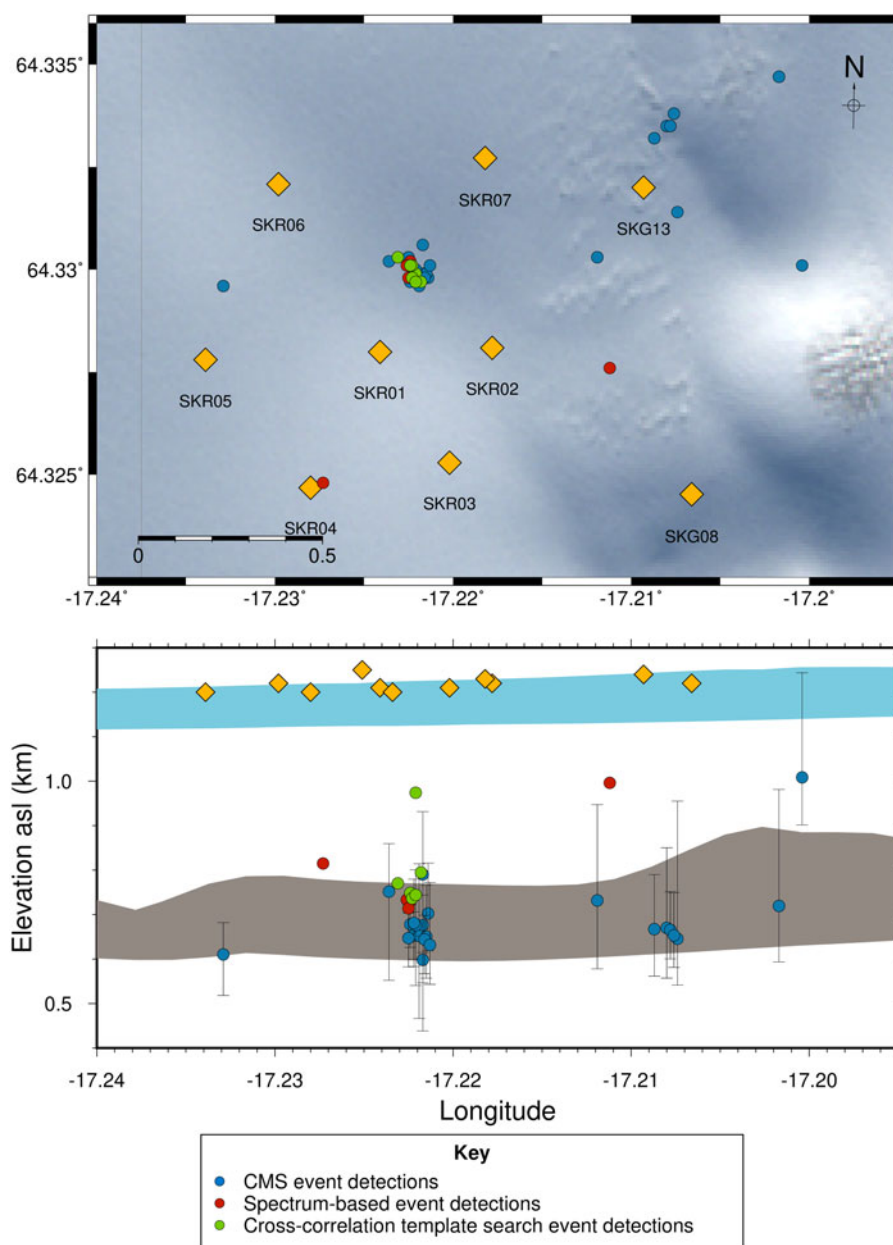 64.335˚
N
SKR07
SKR06
SKG13
64.33˚
SKR05
SKR01
SKR02
64.325˚
SKR03
SKR04
SKG08
0
0.5
-17.24˚
-17.23˚
-17.22˚
-17.21˚
-17.2˚
1.0
Elevation asl (km)
0.5
-17.24
-17.23
-17.22
-17.21
-17.20
Longitude
Key
CMS event detections
Spectrum-based event detections
Cross-correlation template search event detections